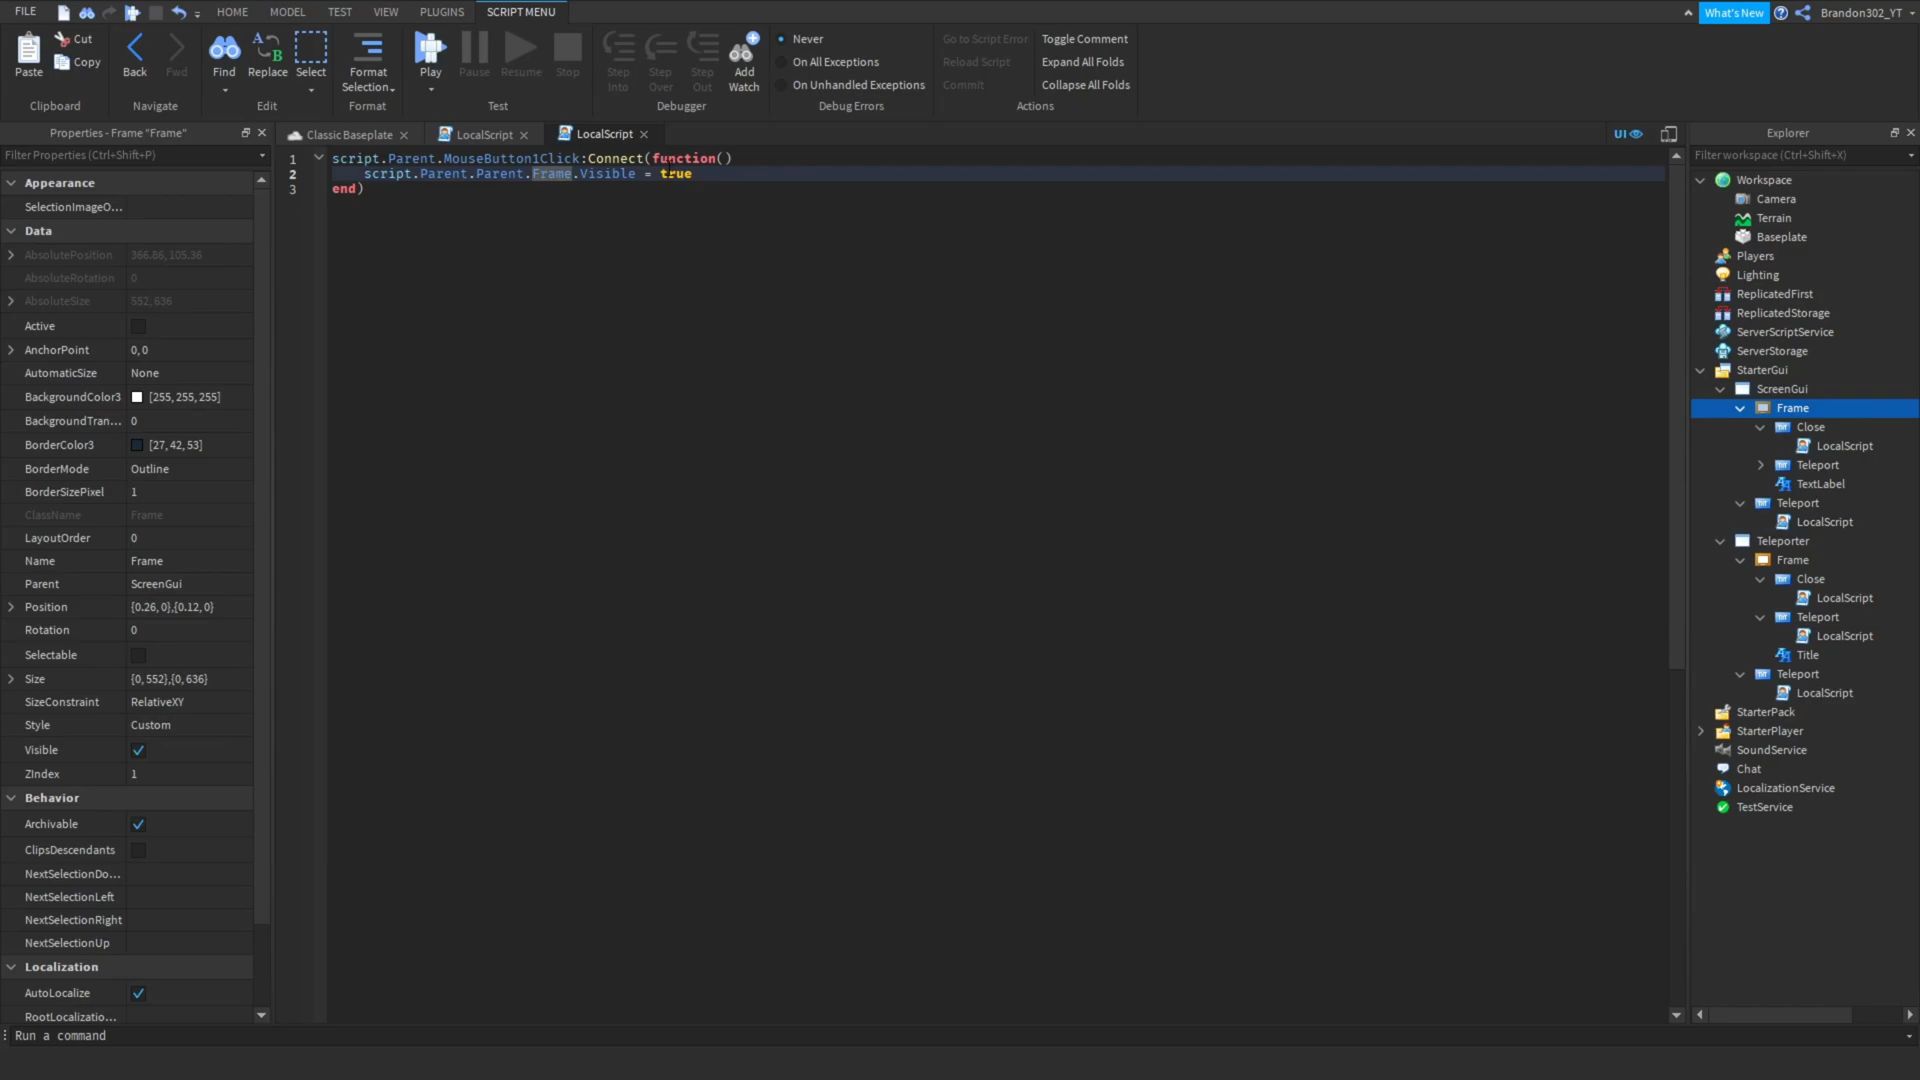 FILE HOME MODEL TEST VIEW PLUGINS SCRIPT MENU What's New Brandon302_YT
Paste Cut Copy Clipboard
Back Fwd Navigate
Find Replace Select Edit
Format Selection Format
Play Pause Resume Stop Test
Step Into Step Over Step Out Add Watch Debugger
Never
On All Exceptions
On Unhandled Exceptions
Debug Errors
Go to Script Error
Reload Script
Commit
Toggle Comment
Expand All Folds
Collapse All Folds
Actions
Properties - Frame "Frame"
Filter Properties (Ctrl+Shift+P)
Appearance
SelectionImageO...
Data
AbsolutePosition 366.86, 105.36
AbsoluteRotation 0
AbsoluteSize 552, 636
Active
AnchorPoint 0, 0
AutomaticSize None
BackgroundColor3 [255, 255, 255]
BackgroundTran... 0
BorderColor3 [27, 42, 53]
BorderMode Outline
BorderSizePixel 1
ClassName Frame
LayoutOrder 0
Name Frame
Parent ScreenGui
Position {0.26, 0},{0.12, 0}
Rotation 0
Selectable
Size {0, 552},{0, 636}
SizeConstraint RelativeXY
Style Custom
Visible
ZIndex 1
Behavior
Archivable
ClipsDescendants
NextSelectionDo...
NextSelectionLeft
NextSelectionRight
NextSelectionUp
Localization
AutoLocalize
RootLocalizatio...
Classic Baseplate LocalScript LocalScript UI
1 script.Parent.MouseButton1Click:Connect(function()
2 script.Parent.Parent.Frame.Visible = true
3 end)
Explorer
Filter workspace (Ctrl+Shift+X)
Workspace
Camera
Terrain
Baseplate
Players
Lighting
ReplicatedFirst
ReplicatedStorage
ServerScriptService
ServerStorage
StarterGui
ScreenGui
Frame
Close
LocalScript
Teleport
TextLabel
Teleport
LocalScript
Teleporter
Frame
Close
LocalScript
Teleport
LocalScript
Title
Teleport
LocalScript
StarterPack
StarterPlayer
SoundService
Chat
LocalizationService
TestService
Run a command